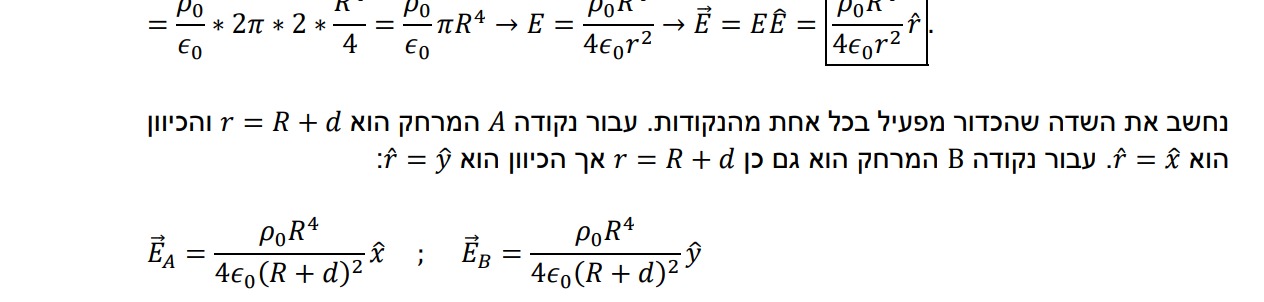 = ρ₀/ϵ₀ * 2π * 2 * R⁴/4 = ρ₀/ϵ₀ πR⁴ → E = ρ₀R⁴/4ϵ₀r² → E⃗ = EÊ = ρ₀R⁴/4ϵ₀r² r̂.
נחשב את השדה שהכדור מפעיל בכל אחת מהנקודות. עבור נקודה A המרחק הוא r = R + d והכיוון
הוא r̂ = x̂. עבור נקודה B המרחק הוא גם כן r = R + d אך הכיוון הוא r̂ = ŷ:
E⃗_A = ρ₀R⁴/4ϵ₀(R + d)² x̂ ; E⃗_B = ρ₀R⁴/4ϵ₀(R + d)² ŷ